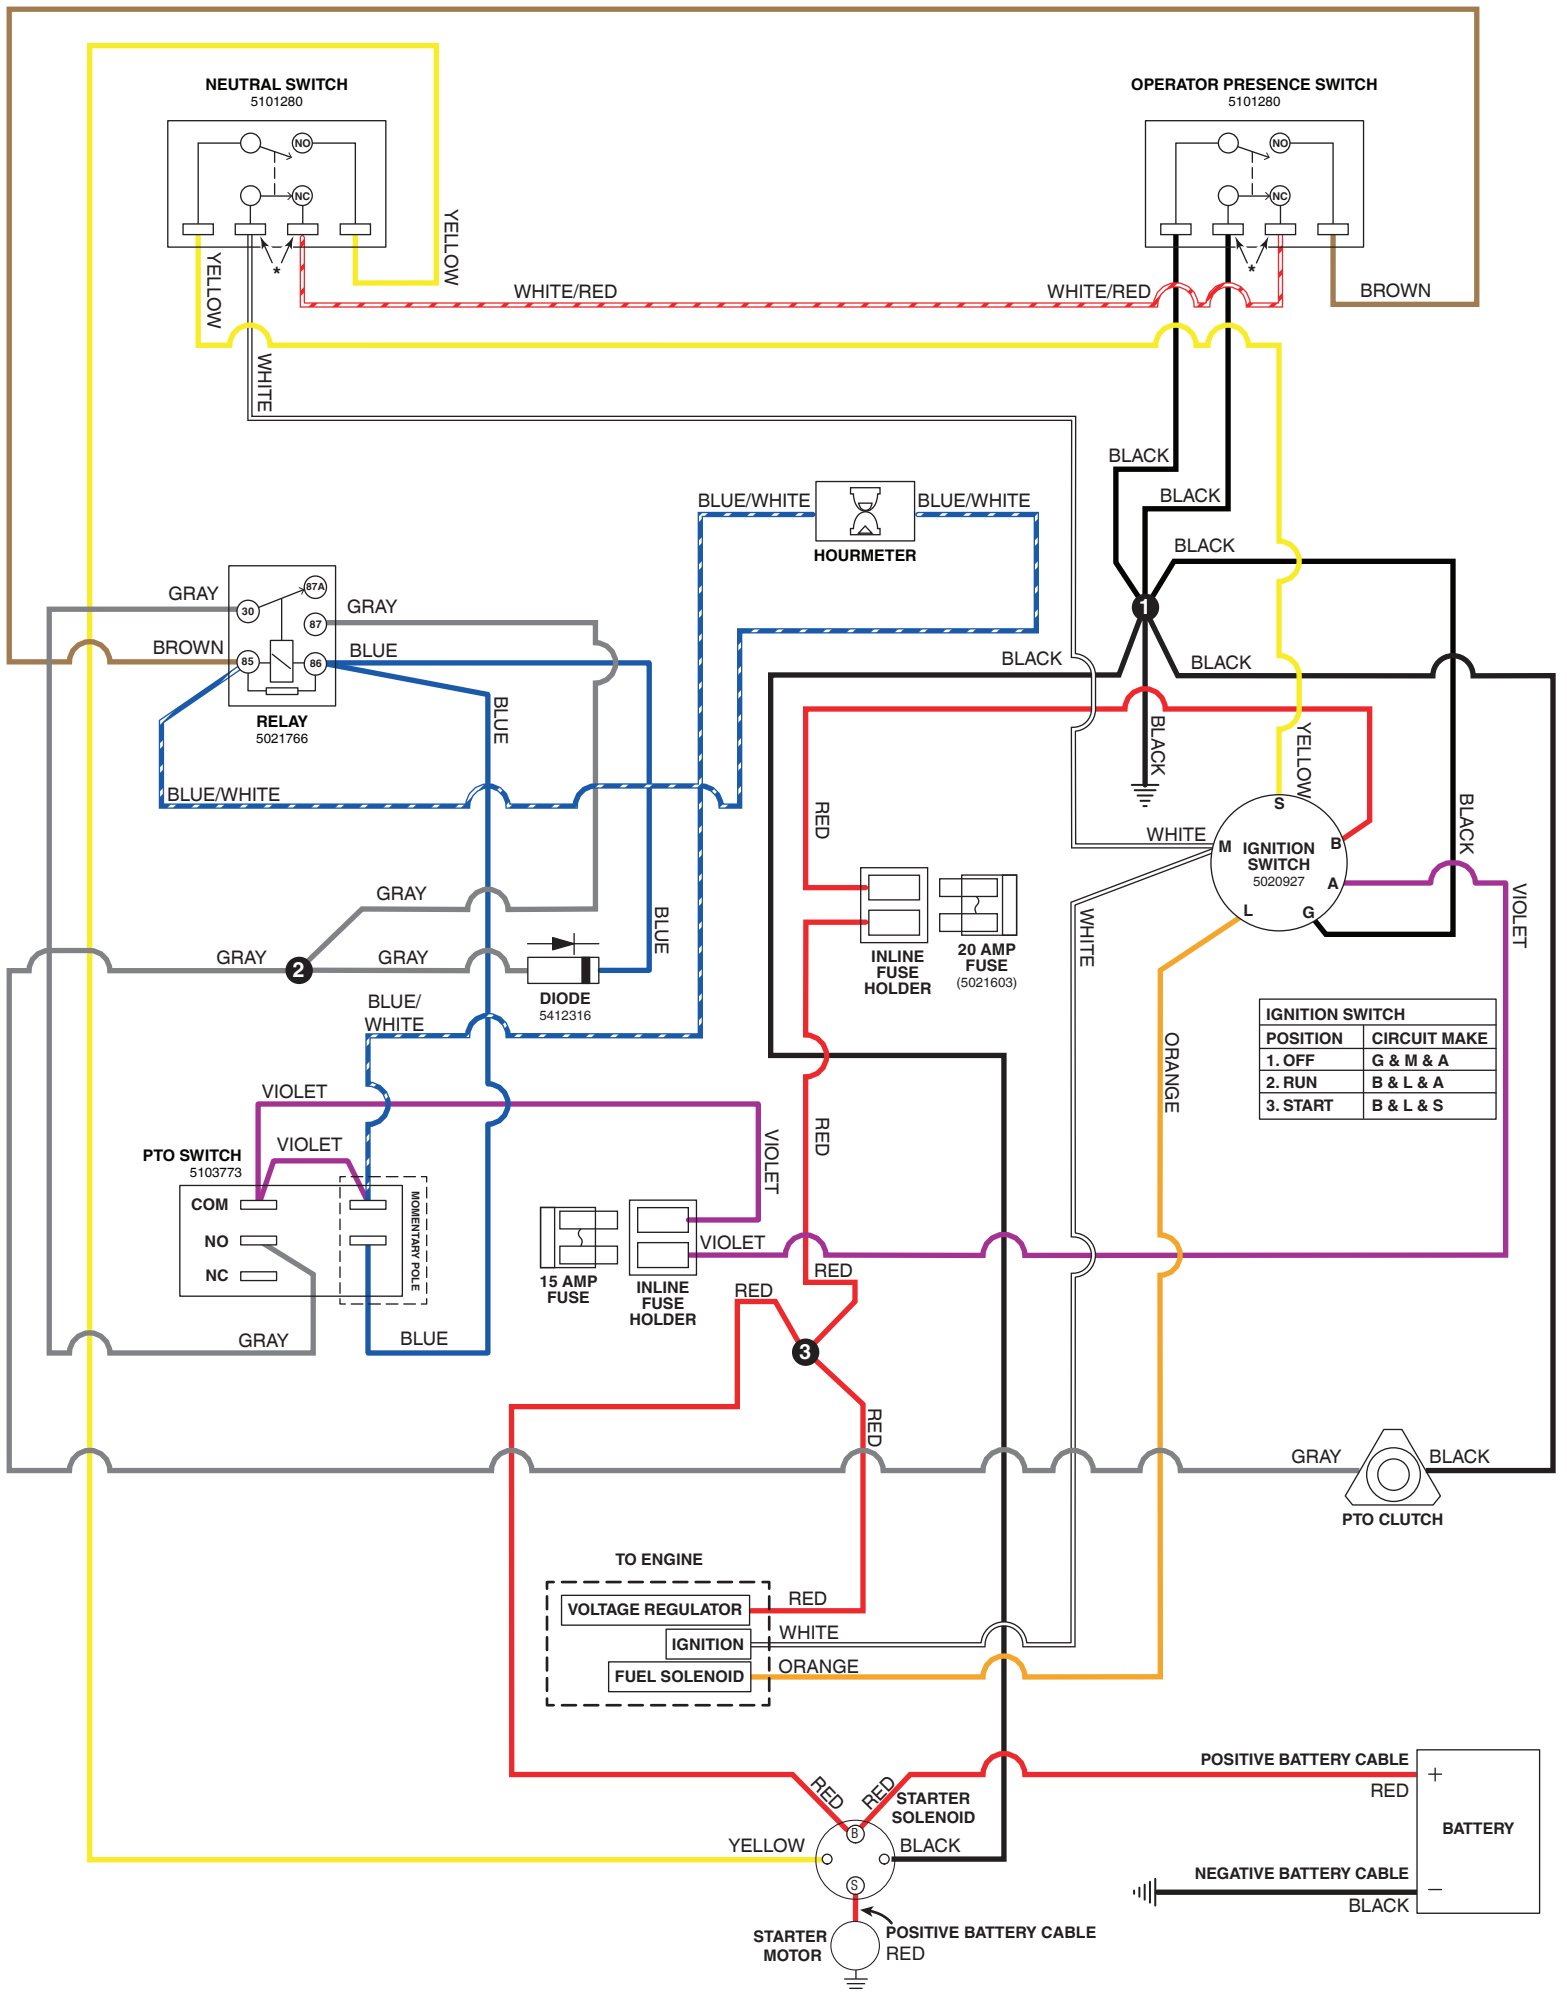 NEUTRAL SWITCH
5101280
OPERATOR PRESENCE SWITCH
5101280
NO
NC
NO
NC
*
*
YELLOW
YELLOW
WHITE/RED
WHITE/RED
BROWN
WHITE
BLACK
BLACK
BLUE/WHITE
BLUE/WHITE
HOURMETER
BLACK
1
GRAY
30
87A
87
GRAY
BROWN
85
86
BLUE
RELAY
5021766
BLUE
BLACK
BLACK
BLACK
YELLOW
BLUE/WHITE
RED
WHITE
BLACK
S
M
B
A
L
G
IGNITION
SWITCH
5020927
GRAY
BLUE
WHITE
VIOLET
GRAY
2
GRAY
DIODE
5412316
INLINE
FUSE
HOLDER
20 AMP
FUSE
(5021603)
BLUE/
WHITE
ORANGE
IGNITION SWITCH
POSITION CIRCUIT MAKE
1. OFF G & M & A
2. RUN B & L & A
3. START B & L & S
VIOLET
VIOLET
VIOLET
RED
PTO SWITCH
5103773
COM
NO
NC
MOMENTARY POLE
VIOLET
15 AMP
FUSE
INLINE
FUSE
HOLDER
RED
RED
GRAY
BLUE
3
RED
GRAY
BLACK
PTO CLUTCH
TO ENGINE
VOLTAGE REGULATOR
RED
IGNITION
WHITE
FUEL SOLENOID
ORANGE
POSITIVE BATTERY CABLE
RED
+
BATTERY
RED
RED
STARTER
SOLENOID
B
YELLOW
BLACK
S
NEGATIVE BATTERY CABLE
BLACK
−
STARTER
MOTOR
POSITIVE BATTERY CABLE
RED